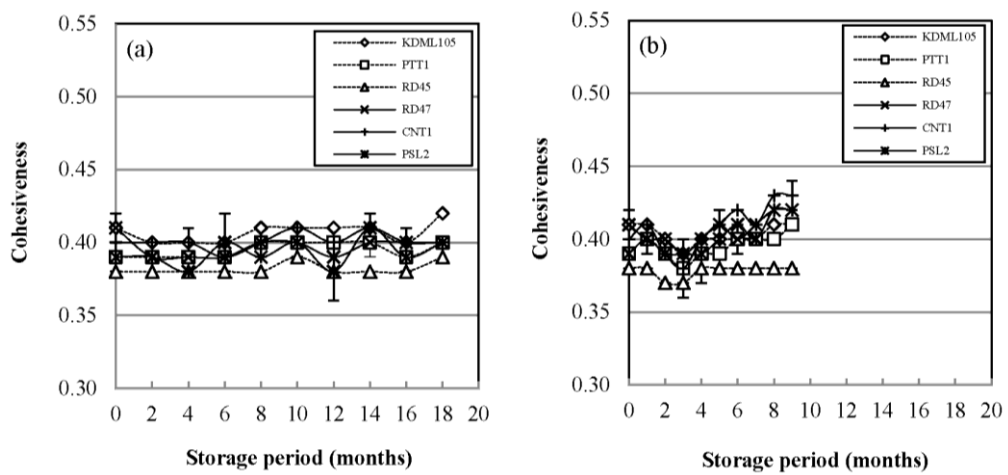 (a)
KDML105
PTT1
RD45
RD47
CNT1
PSL2
Cohesiveness
0.55
0.50
0.45
0.40
0.35
0.30
0 2 4 6 8 10 12 14 16 18 20
Storage period (months)
(b)
KDML105
PTT1
RD45
RD47
CNT1
PSL2
Cohesiveness
0.55
0.50
0.45
0.40
0.35
0.30
0 2 4 6 8 10 12 14 16 18 20
Storage period (months)